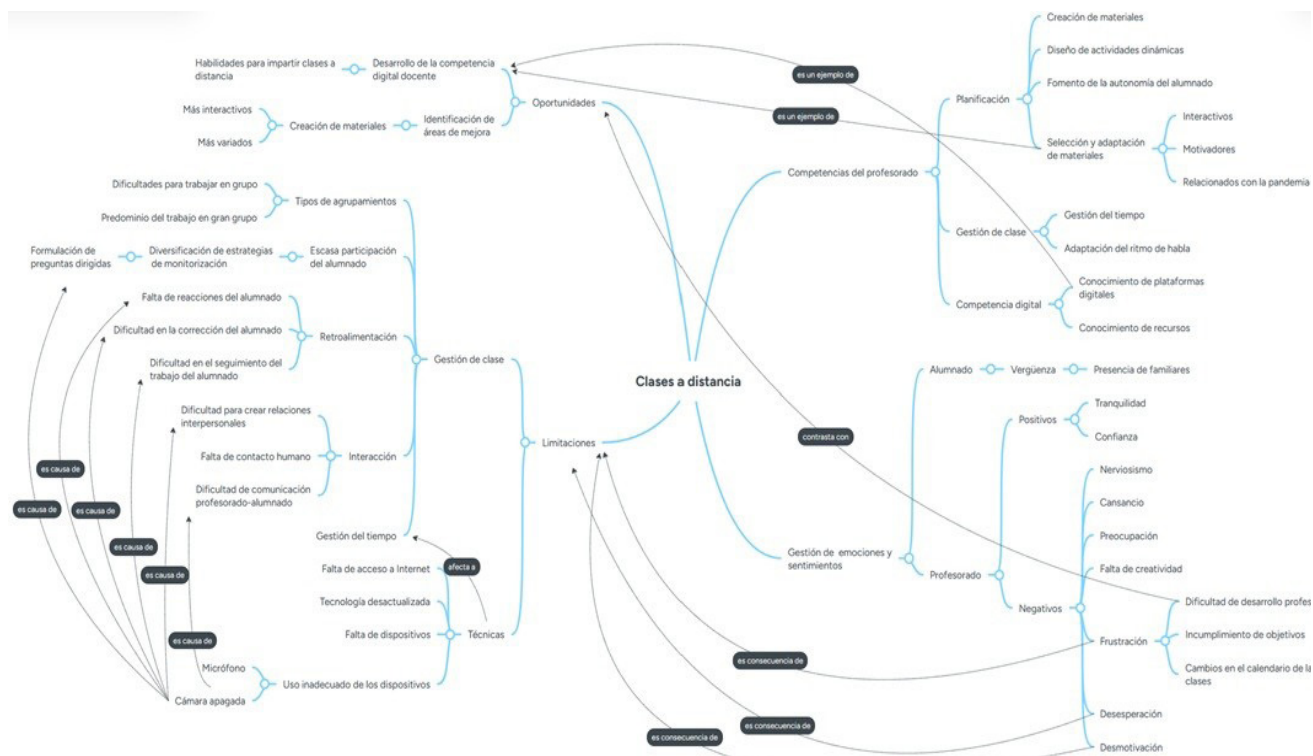 Habilidades para impartir clases a
distancia
Desarrollo de la competencia
digital docente
Más interactivos
Más variados
Creación de materiales
Identificación de
áreas de mejora
Oportunidades
Dificultades para trabajar en grupo
Predominio del trabajo en gran grupo
Tipos de agrupamientos
Formulación de
preguntas dirigidas
Diversificación de estrategias
de monitorización
Escasa participación
del alumnado
Falta de reacciones del alumnado
Dificultad en la corrección del alumnado
Dificultad en el seguimiento del
trabajo del alumnado
Retroalimentación
Gestión de clase
Dificultad para crear relaciones
interpersonales
Falta de contacto humano
Dificultad de comunicación
profesorado-alumnado
Interacción
Gestión del tiempo
Limitaciones
Falta de acceso a Internet
Tecnología desactualizada
Falta de dispositivos
Técnicas
Micrófono
Cámara apagada
Uso inadecuado de los dispositivos
es causa de
es causa de
es causa de
es causa de
es causa de
es causa de
afecta a
Clases a distancia
es un ejemplo de
es un ejemplo de
contrasta con
es consecuencia de
es consecuencia de
es consecuencia de
Competencias del profesorado
Planificación
Creación de materiales
Diseño de actividades dinámicas
Fomento de la autonomía del alumnado
Selección y adaptación
de materiales
Interactivos
Motivadores
Relacionados con la pandemia
Gestión de clase
Gestión del tiempo
Adaptación del ritmo de habla
Competencia digital
Conocimiento de plataformas
digitales
Conocimiento de recursos
Gestión de emociones y
sentimientos
Alumnado
Vergüenza
Presencia de familiares
Profesorado
Positivos
Tranquilidad
Confianza
Negativos
Nerviosismo
Cansancio
Preocupación
Falta de creatividad
Frustración
Dificultad de desarrollo profes
Incumplimiento de objetivos
Cambios en el calendario de la
clases
Desesperación
Desmotivación